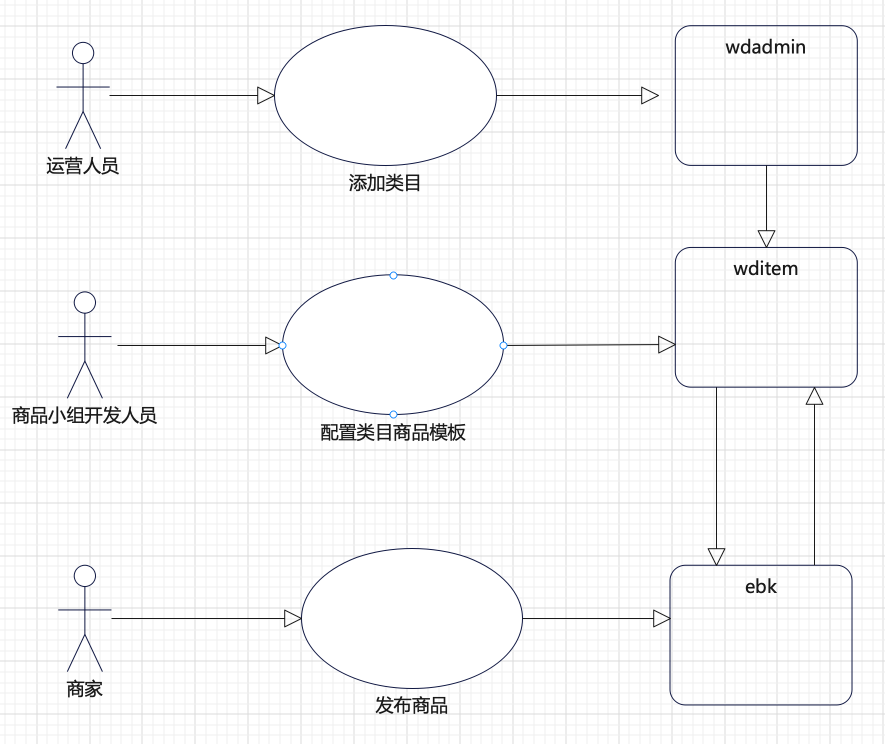 wdadmin
运营人员
添加类目
wditem
商品小组开发人员
配置类目商品模板
ebk
商家
发布商品